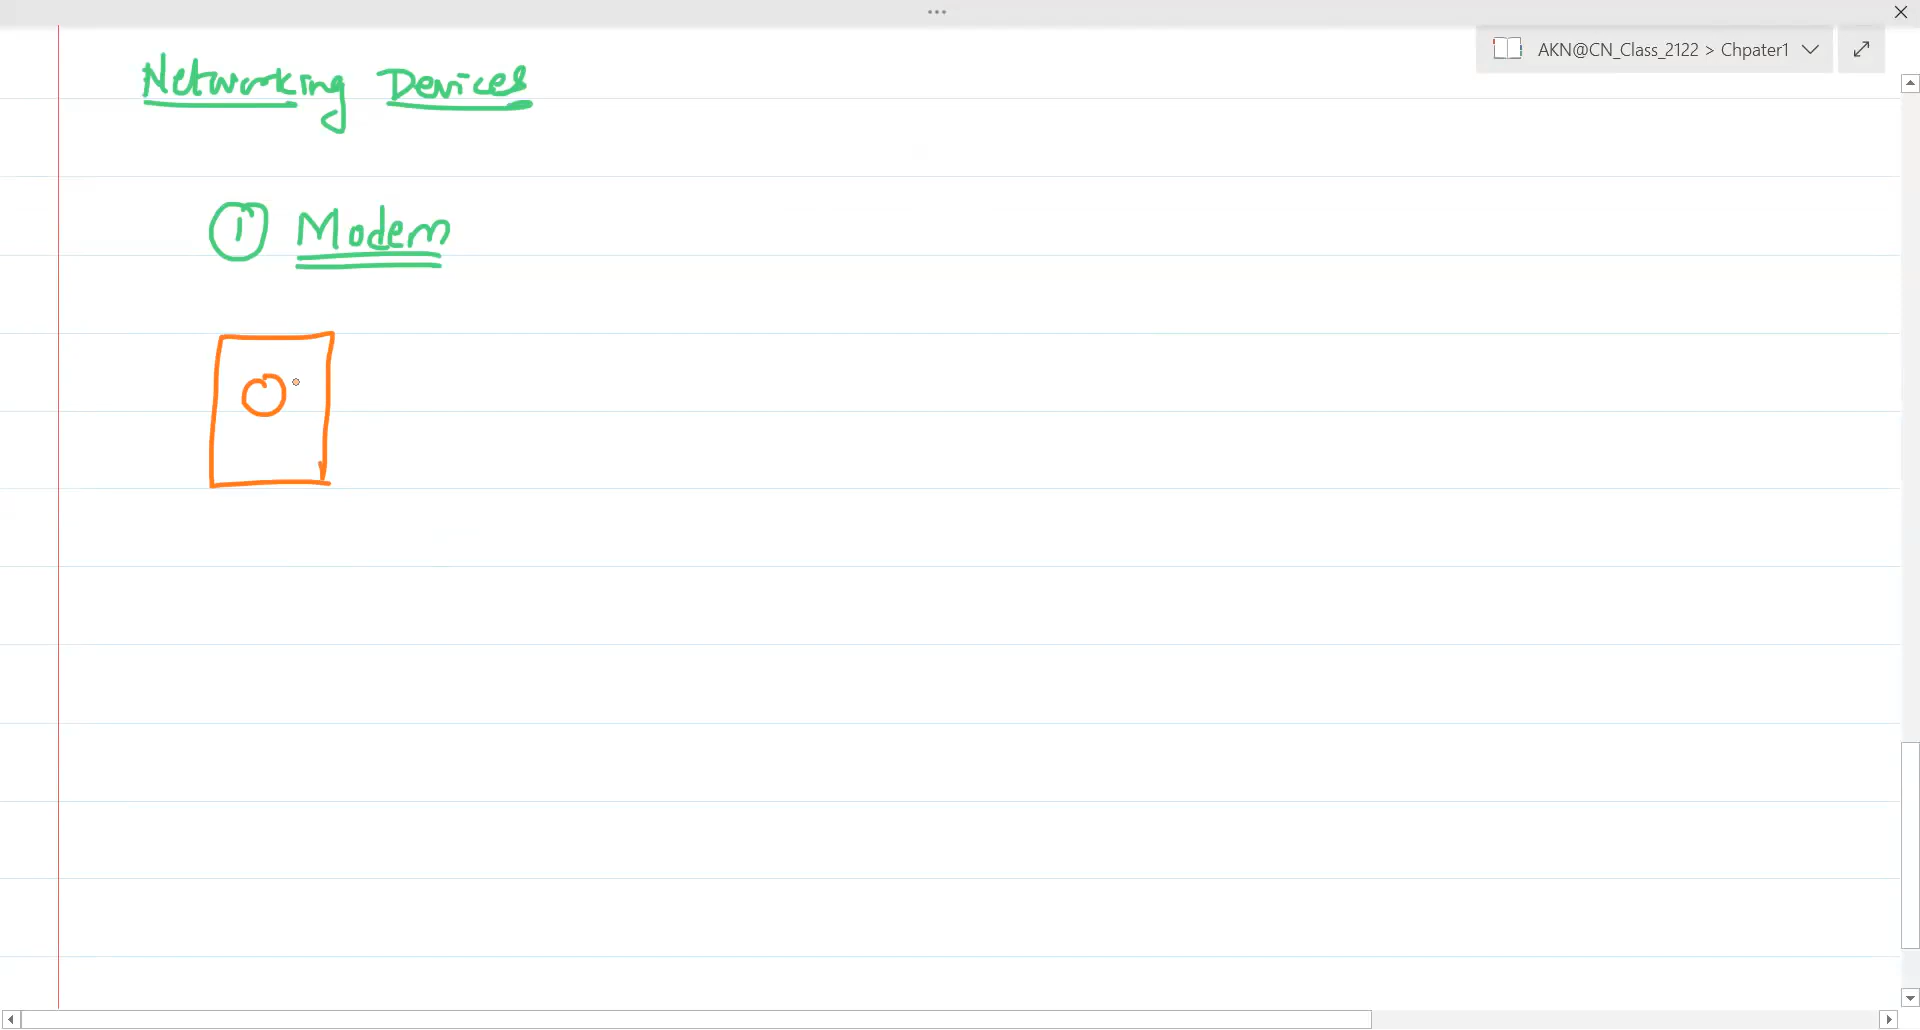 AKN@CN_Class_2122 > Chpater1
Networking Devices
1 Modem